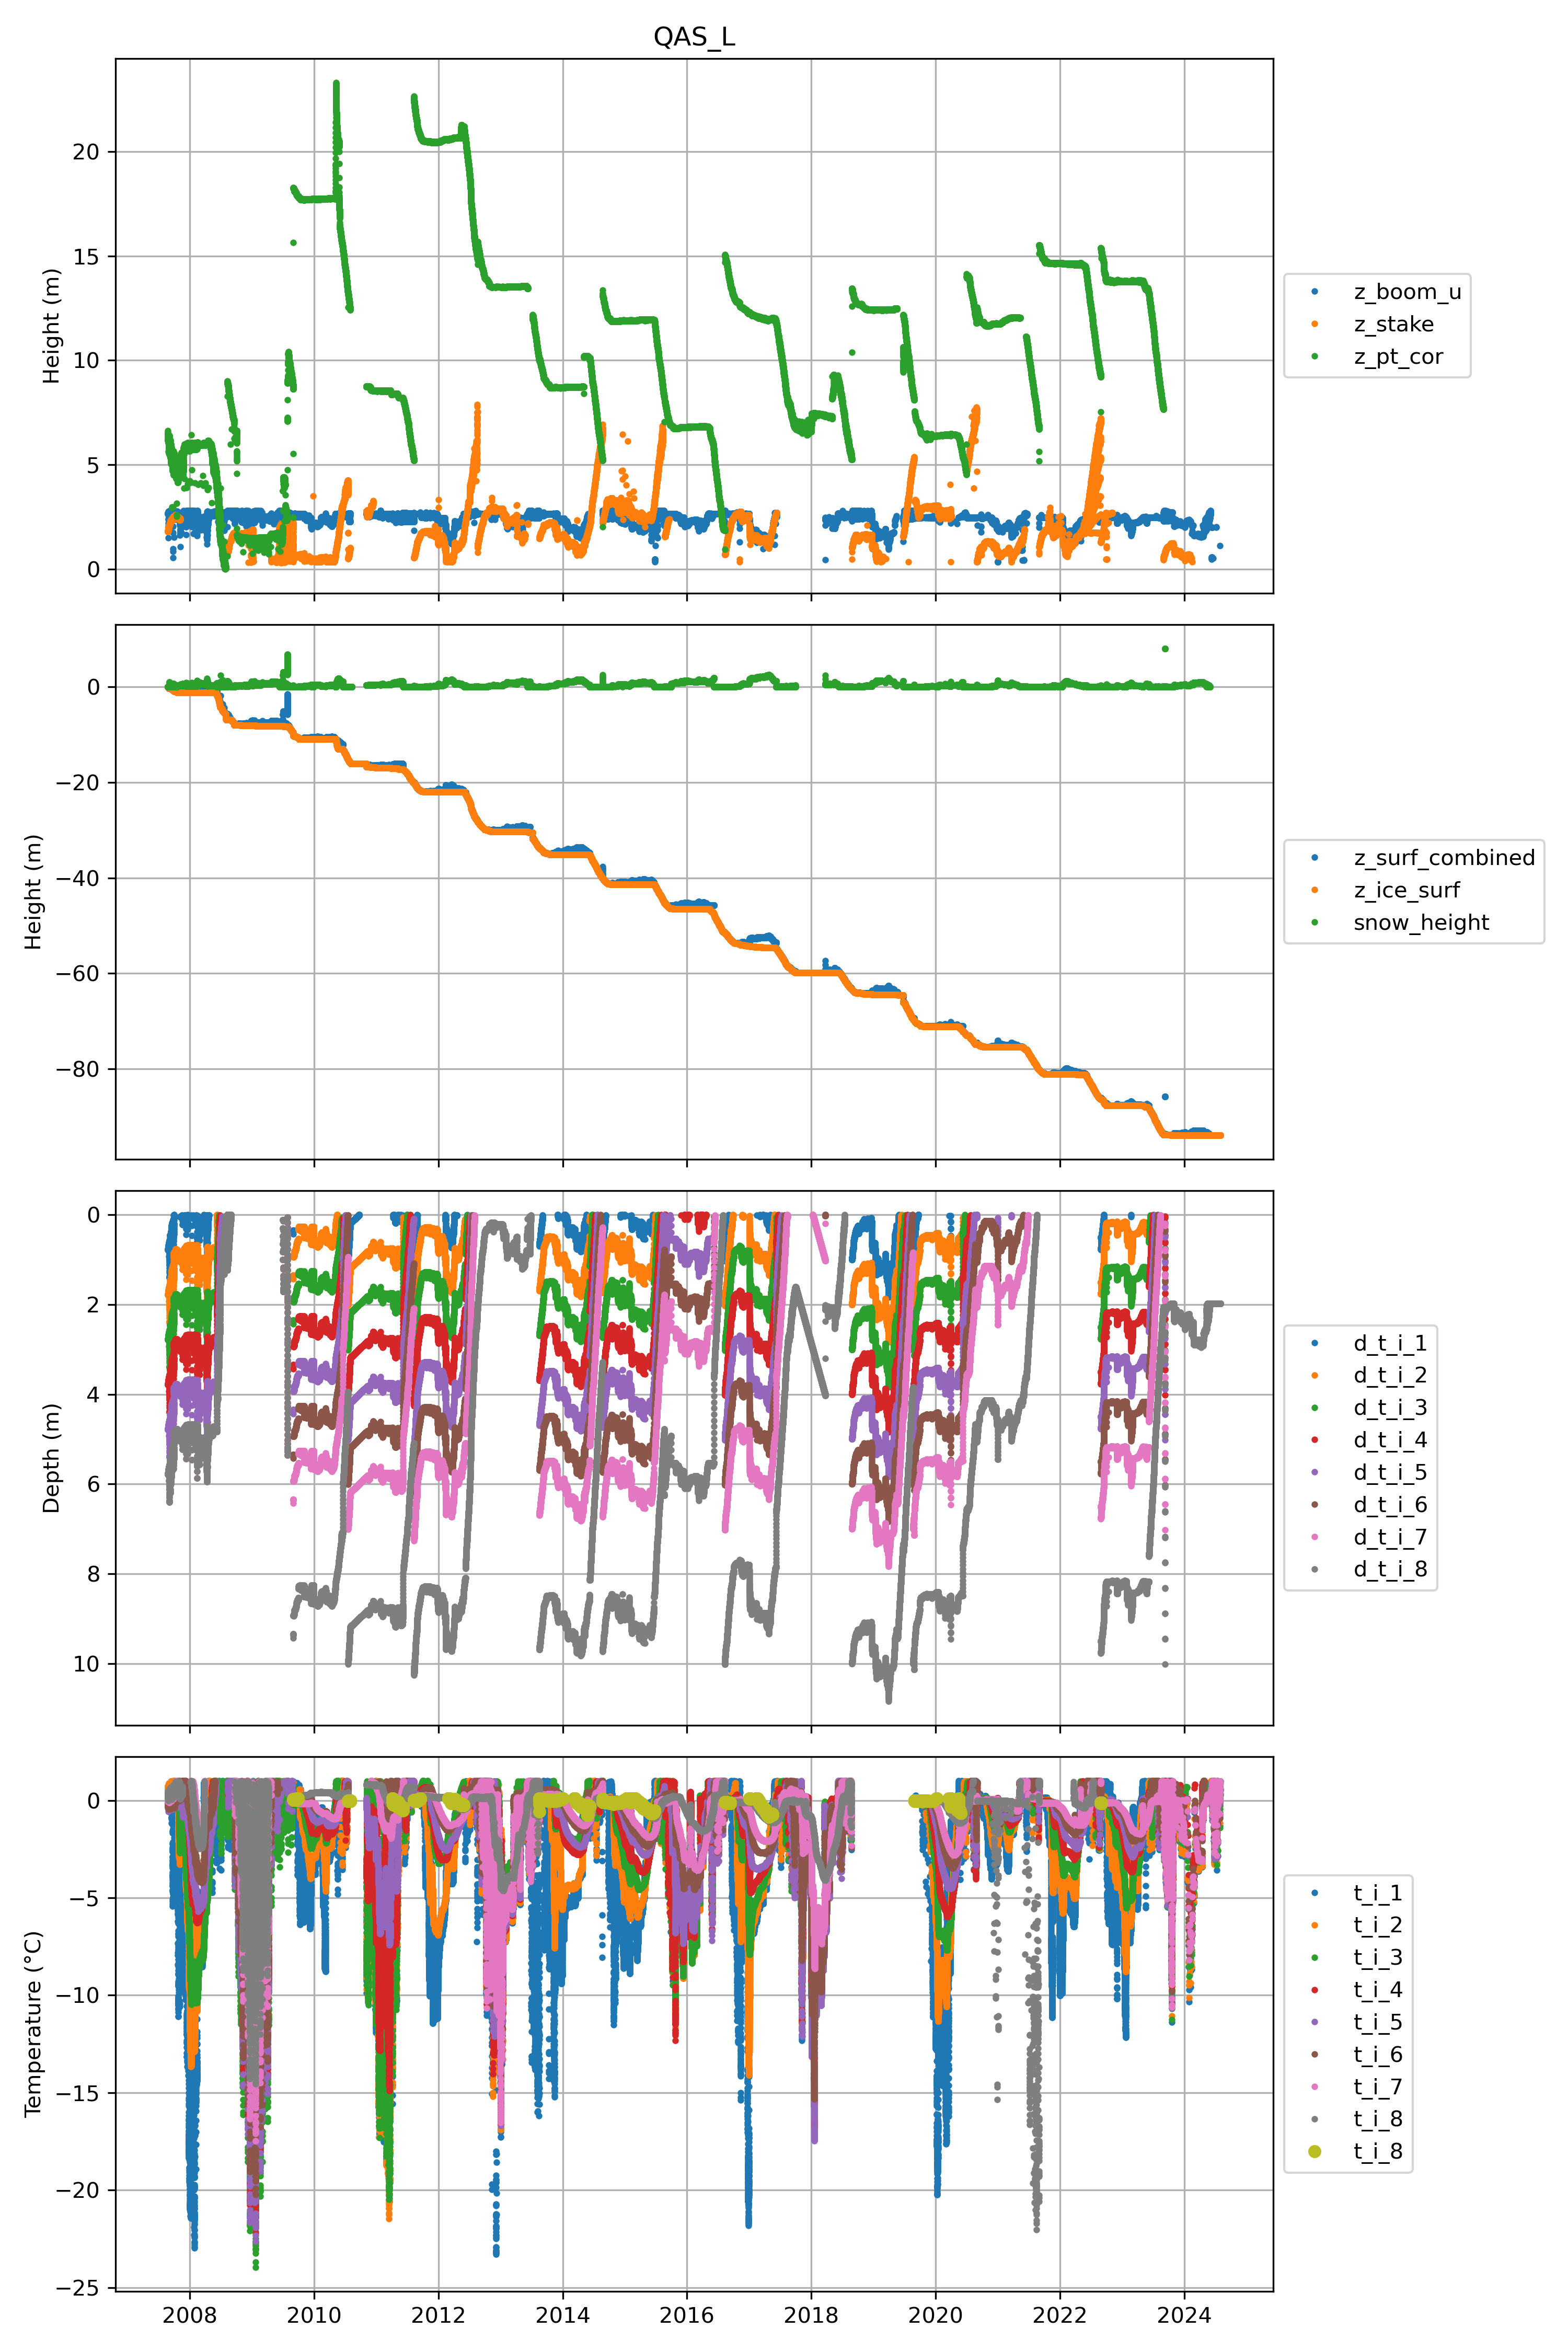 QAS_L
Height (m)
20
15
10
5
0
z_boom_u
z_stake
z_pt_cor
Height (m)
0
−20
−40
−60
−80
z_surf_combined
z_ice_surf
snow_height
Depth (m)
0
2
4
6
8
10
d_t_i_1
d_t_i_2
d_t_i_3
d_t_i_4
d_t_i_5
d_t_i_6
d_t_i_7
d_t_i_8
Temperature (°C)
0
−5
−10
−15
−20
−25
t_i_1
t_i_2
t_i_3
t_i_4
t_i_5
t_i_6
t_i_7
t_i_8
t_i_8
2008 2010 2012 2014 2016 2018 2020 2022 2024